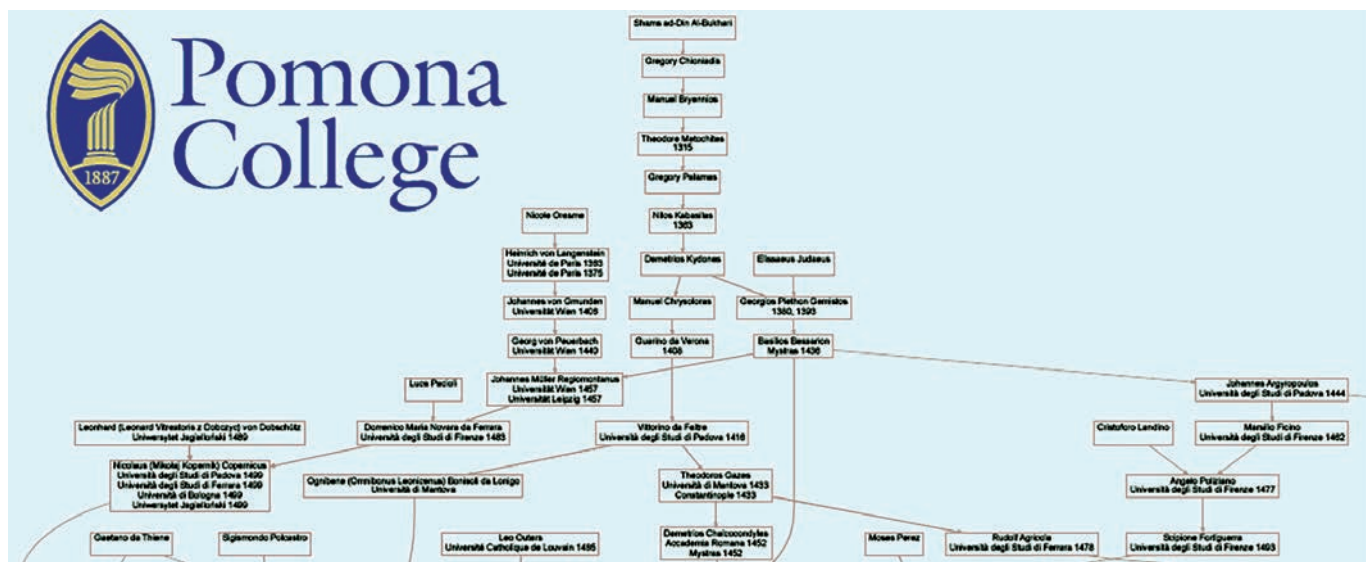 Pomona
College
1887
Shams ad-Din Al-Bukhari
Gregory Chioniadis
Manuel Bryennios
Theodore Metochites
1315
Gregory Palamas
Nilos Kabasilas
1363
Nicole Oresme
Heinrich von Langenstein
Université de Paris 1363
Université de Paris 1375
Demetrios Kydones
Elissaeus Judaeus
Johannes von Gmunden
Universität Wien 1406
Manuel Chrysoloras
Georgios Plethon Gemistos
1380, 1393
Georg von Peuerbach
Universität Wien 1440
Guarino da Verona
1408
Basilios Bessarion
Mystras 1436
Luca Pacioli
Johannes Müller Regiomontanus
Universität Wien 1457
Universität Leipzig 1457
Johannes Argyropoulos
Università degli Studi di Padova 1444
Leonhard (Leonard Vitreatoris z Dobczyc) von Dobschütz
Uniwersytet Jagielloński 1489
Domenico Maria Novara da Ferrara
Università degli Studi di Firenze 1483
Vittorino da Feltre
Università degli Studi di Padova 1416
Cristoforo Landino
Marsilio Ficino
Università degli Studi di Firenze 1462
Nicolaus (Mikołaj Kopernik) Copernicus
Università degli Studi di Padova 1499
Università degli Studi di Ferrara 1499
Università di Bologna 1499
Uniwersytet Jagielloński 1499
Ognibene (Omnibonus Leonicenus) Bonisoli da Lonigo
Università di Mantova
Theodoros Gazes
Università di Mantova 1433
Constantinople 1433
Angelo Poliziano
Università degli Studi di Firenze 1477
Gaetano da Thiene
Sigismondo Polcastro
Leo Outers
Université Catholique de Louvain 1485
Demetrios Chalcocondyles
Accademia Romana 1452
Mystras 1452
Moses Perez
Rudolf Agricola
Università degli Studi di Ferrara 1478
Scipione Fortiguerra
Università degli Studi di Firenze 1493